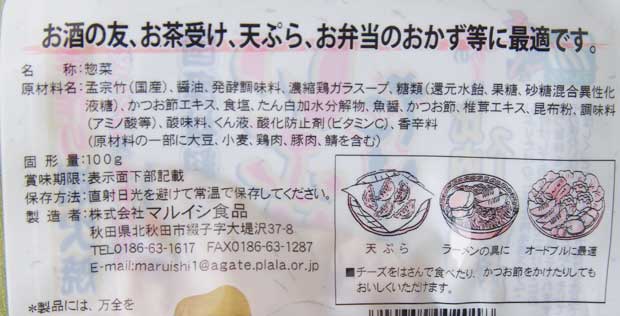 お酒の友、お茶受け、天ぷら、お弁当のおかず等に最適です。
名　　称:惣菜
原材料名:孟宗竹(国産)、醤油、発酵調味料、濃縮鶏ガラスープ、糖類(還元水飴、果糖、砂糖混合異性化
液糖)、かつお節エキス、食塩、たん白加水分解物、魚醤、かつお節、椎茸エキス、昆布粉、調味料
(アミノ酸等)、酸味料、くん液、酸化防止剤(ビタミンC)、香辛料
(原材料の一部に大豆、小麦、鶏肉、豚肉、鯖を含む)
固 形 量:100g
賞味期限:表示面下部記載
保存方法:直射日光を避けて常温で保存してください。
製 造 者:株式会社マルイシ食品
秋田県北秋田市綴子字大堤沢37-8
TEL0186-63-1617　FAX0186-63-1287
E-mail:maruishi1@agate.plala.or.jp
天ぷら
ラーメンの具に
オードブルに最適
■チーズをはさんで食べたり、かつお節をかけたりしても
おいしくいただけます。
*製品には、万全を